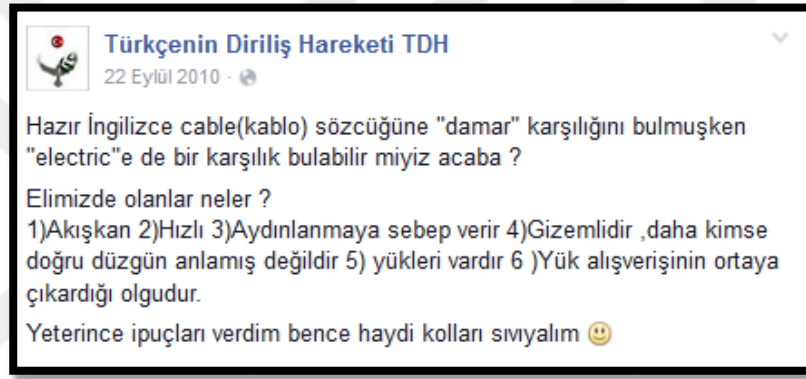 Türkçenin Diriliş Hareketi TDH
22 Eylül 2010 ·
Hazır İngilizce cable(kablo) sözcüğüne "damar" karşılığını bulmuşken
"electric"e de bir karşılık bulabilir miyiz acaba ?
Elimizde olanlar neler ?
1)Akışkan 2)Hızlı 3)Aydınlanmaya sebep verir 4)Gizemlidir ,daha kimse
doğru düzgün anlamış değildir 5) yükleri vardır 6 )Yük alışverişinin ortaya
çıkardığı olgudur.
Yeterince ipuçları verdim bence haydi kolları sıvıyalım 🙂